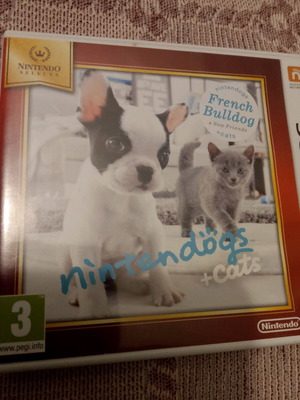 NINTENDO
SELECTS
nintendogs
French
Bulldog
& New Friends
+cats
nintendogs
+cats
3
www.pegi.info
Nintendo